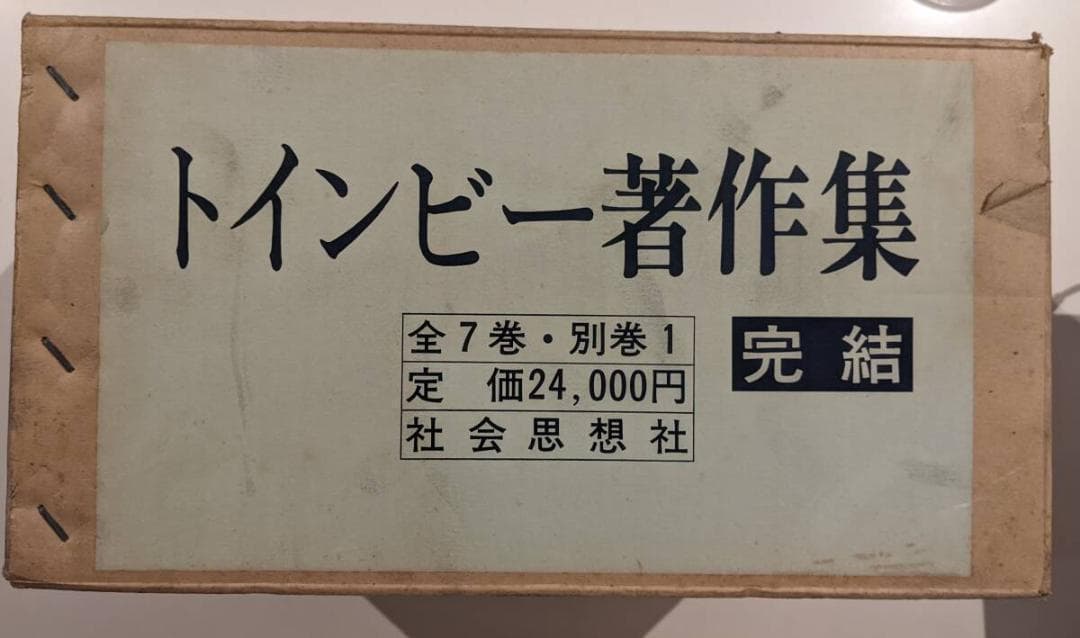 トインビー著作集
全7巻・別巻1
定　価24,000円
社会思想社
完結